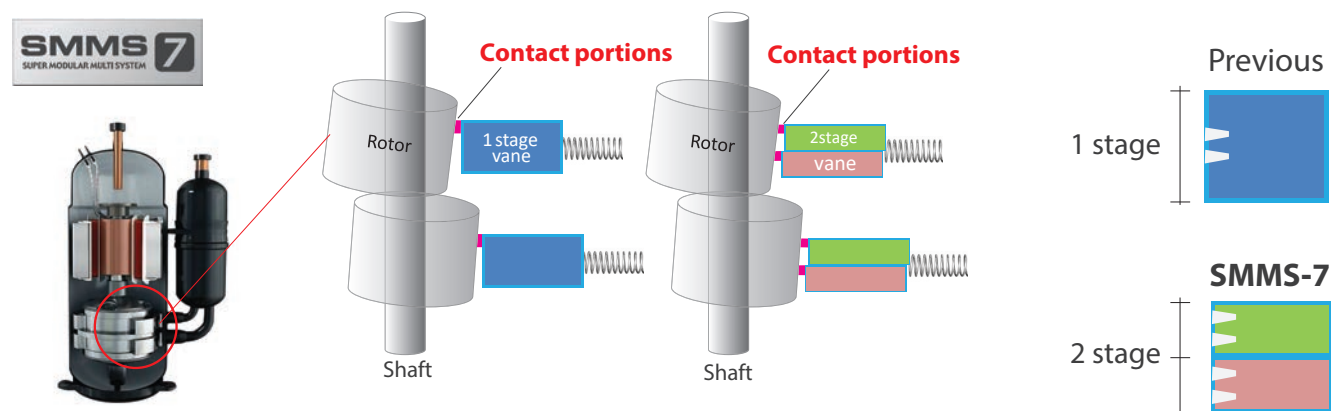 SMMS 7
SUPER MODULAR MULTI SYSTEM
Contact portions
Rotor
1 stage
vane
Shaft
Contact portions
Rotor
2stage
vane
Shaft
Previous
1 stage
SMMS-7
2 stage